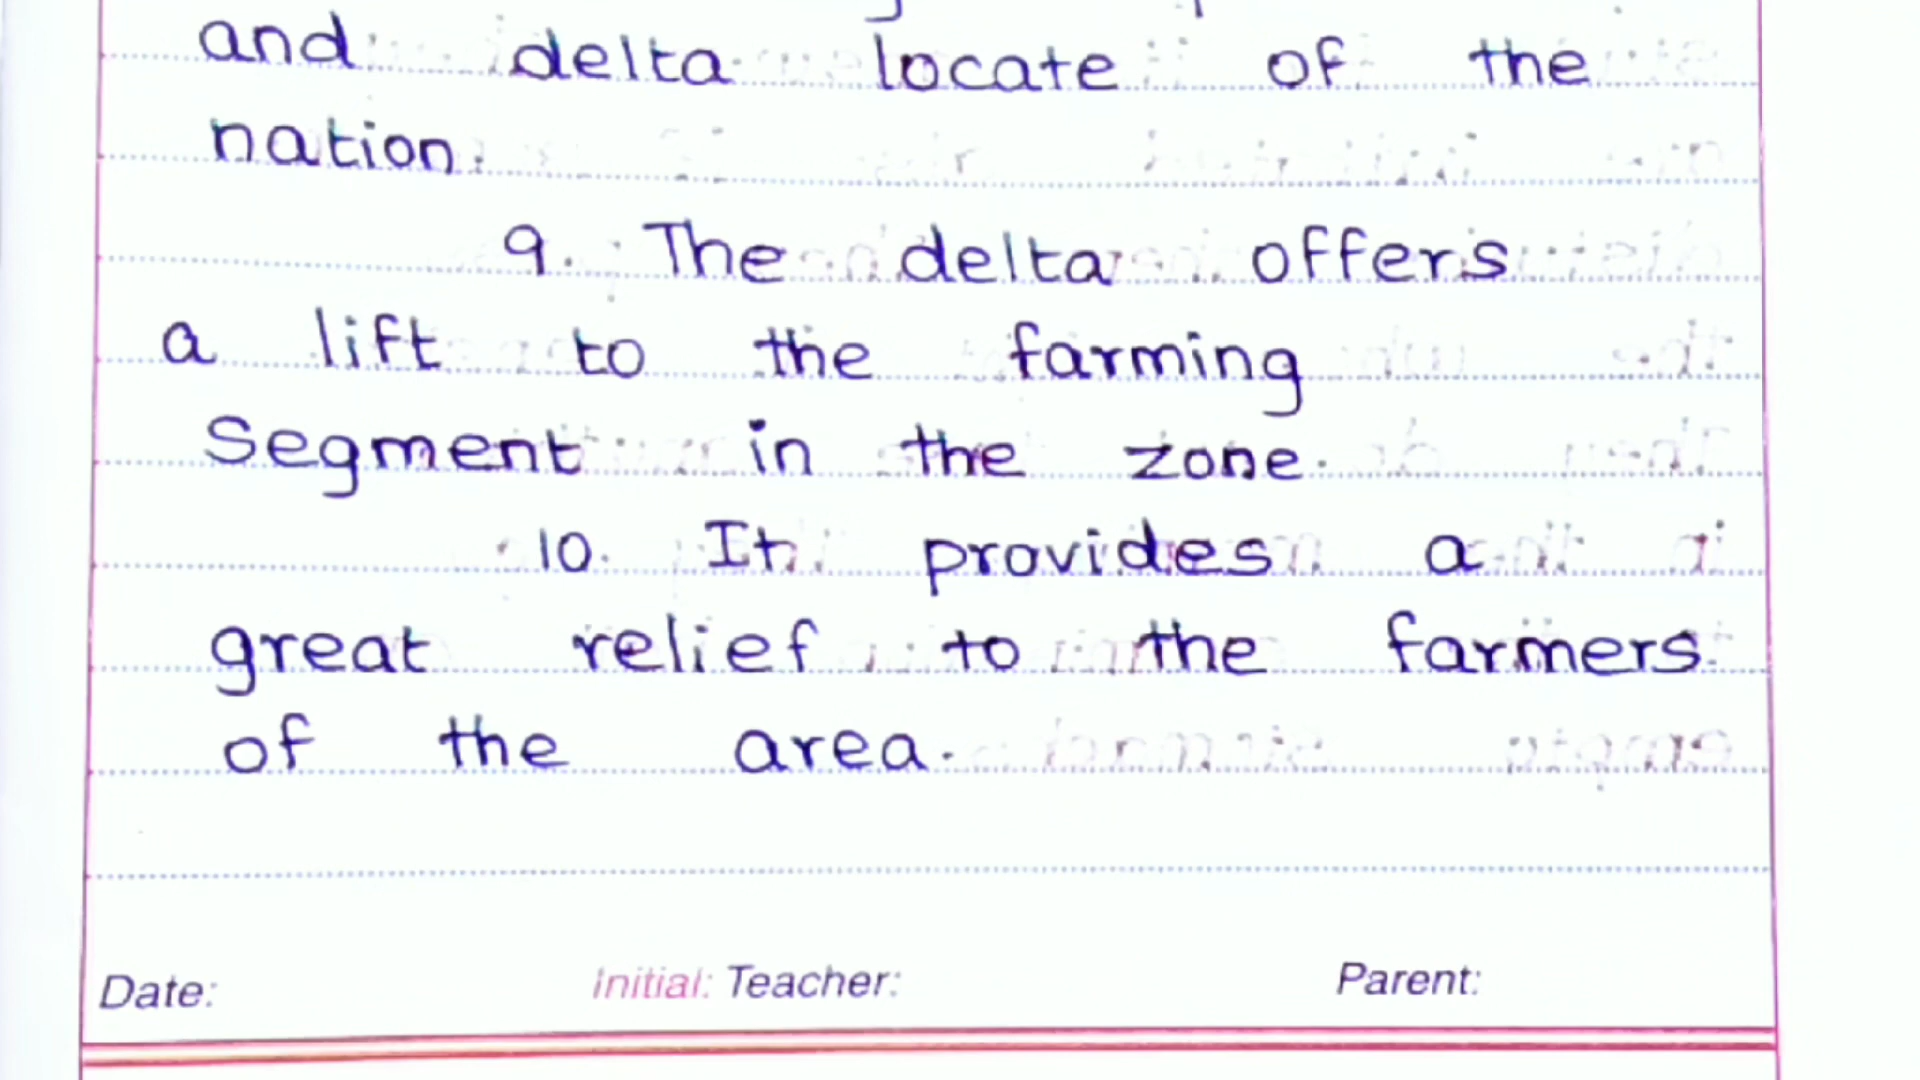 and delta locate of the
nation.
9. The delta offers
a lift to the farming
Segment in the zone.
10. It provides a
great relief to the farmers
of the area.
Date: Initial: Teacher: Parent: